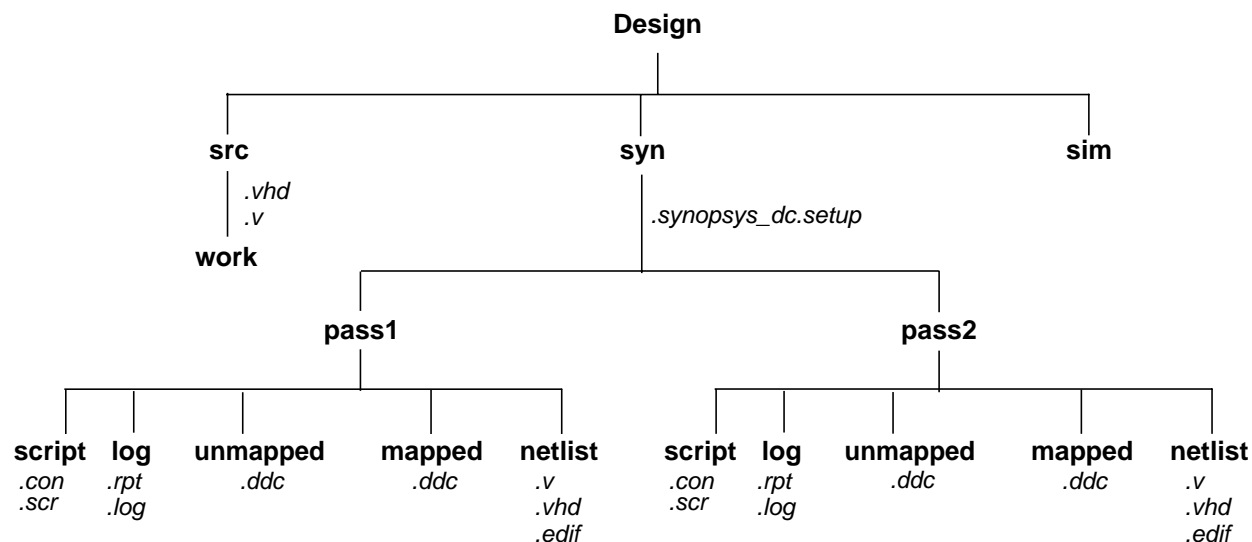 Design
src syn sim
.vhd
.v
.synopsys_dc.setup
work
pass1 pass2
script log unmapped mapped netlist script log unmapped mapped netlist
.con .rpt .ddc .ddc .v .con .rpt .ddc .ddc .v
.scr .log .vhd .scr .log .vhd
.edif .edif